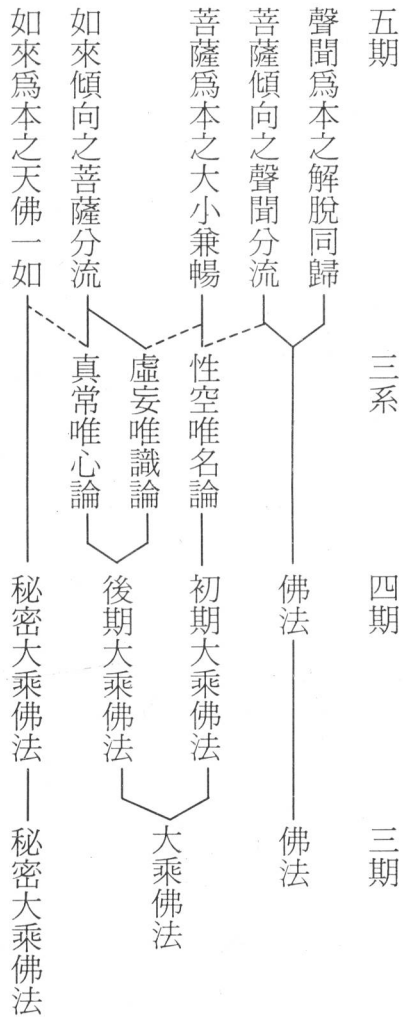 五期
三系
四期
三期
聲聞爲本之解脫同歸
菩薩傾向之聲聞分流
菩薩爲本之大小兼暢
如來傾向之菩薩分流
如來爲本之天佛一如
性空唯名論
虛妄唯識論
真常唯心論
佛法
初期大乘佛法
後期大乘佛法
秘密大乘佛法
佛法
大乘佛法
秘密大乘佛法